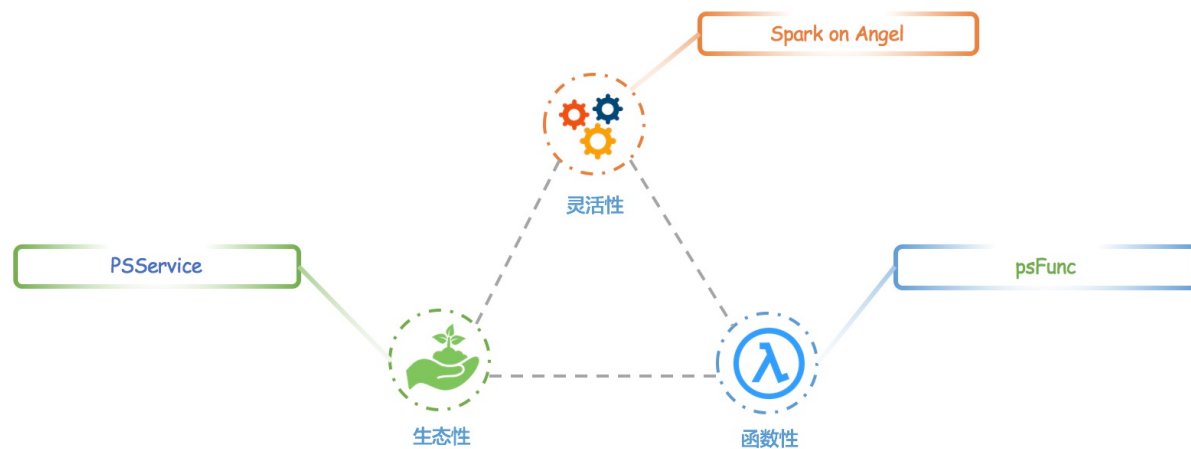 Spark on Angel
灵活性
PSService
psFunc
λ
生态性
函数性